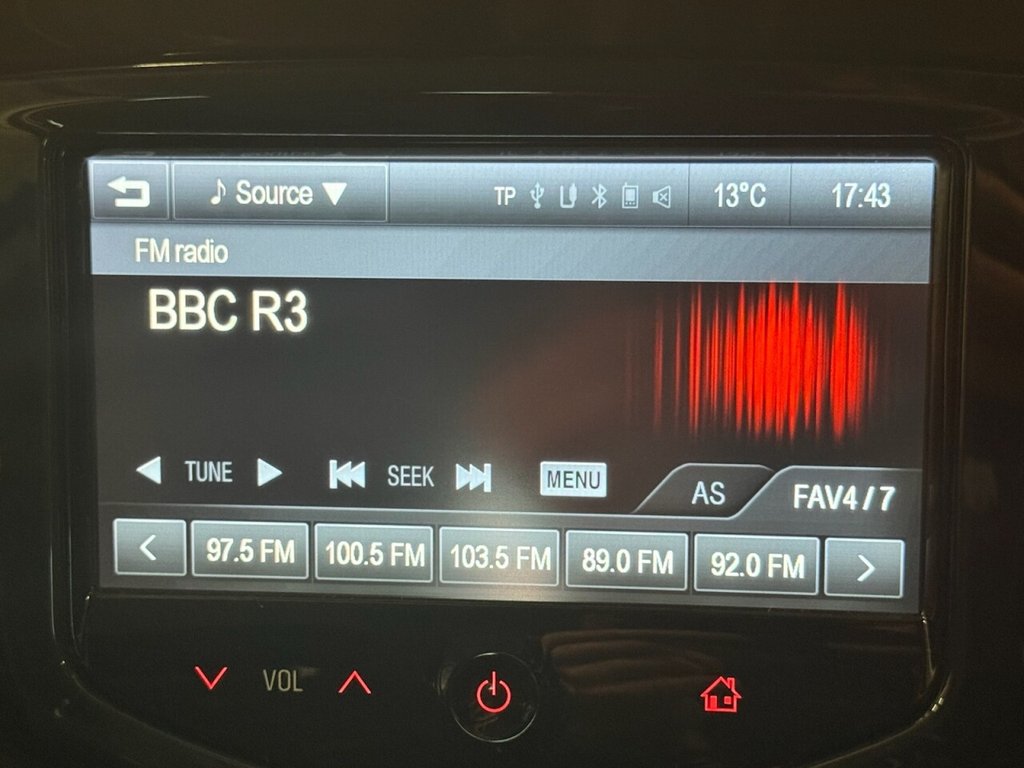 Source TP 13°C 17:43
FM radio
BBC R3
TUNE SEEK MENU AS FAV4/7
97.5 FM 100.5 FM 103.5 FM 89.0 FM 92.0 FM
VOL